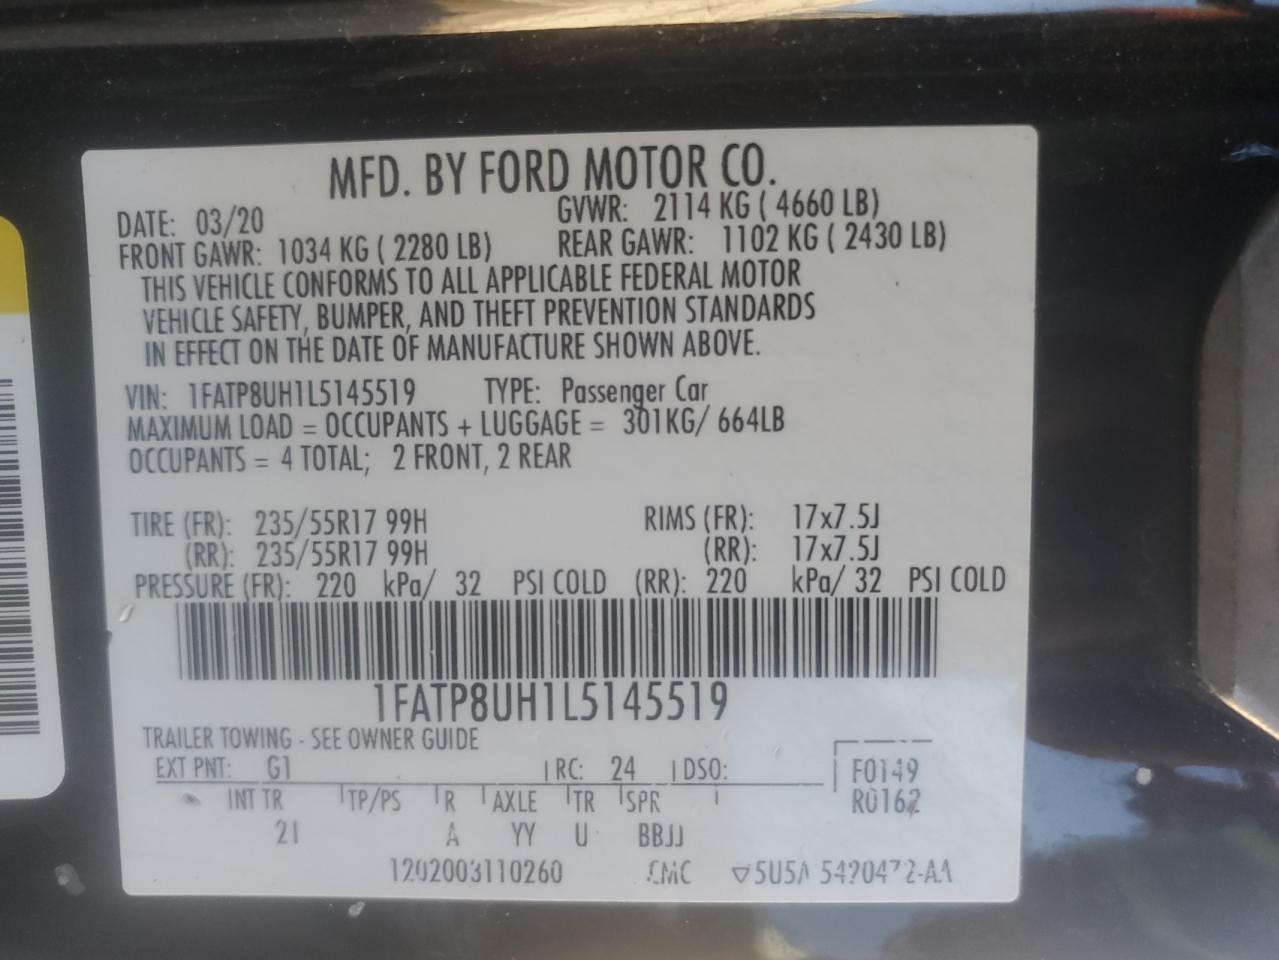 MFD. BY FORD MOTOR CO.
DATE: 03/20 GVWR: 2114 KG ( 4660 LB)
FRONT GAWR: 1034 KG ( 2280 LB) REAR GAWR: 1102 KG ( 2430 LB)
THIS VEHICLE CONFORMS TO ALL APPLICABLE FEDERAL MOTOR
VEHICLE SAFETY, BUMPER, AND THEFT PREVENTION STANDARDS
IN EFFECT ON THE DATE OF MANUFACTURE SHOWN ABOVE.
VIN: 1FATP8UH1L5145519 TYPE: Passenger Car
MAXIMUM LOAD = OCCUPANTS + LUGGAGE = 301KG/ 664LB
OCCUPANTS = 4 TOTAL; 2 FRONT, 2 REAR
TIRE (FR): 235/55R17 99H RIMS (FR): 17x7.5J
(RR): 235/55R17 99H (RR): 17x7.5J
PRESSURE (FR): 220 kPa/ 32 PSI COLD (RR): 220 kPa/ 32 PSI COLD
1FATP8UH1L5145519
TRAILER TOWING - SEE OWNER GUIDE
EXT PNT: G1 RC: 24 DSO: F0149
INT TR TP/PS R AXLE TR SPR R0162
21 A YY U BBJJ
1202003110260